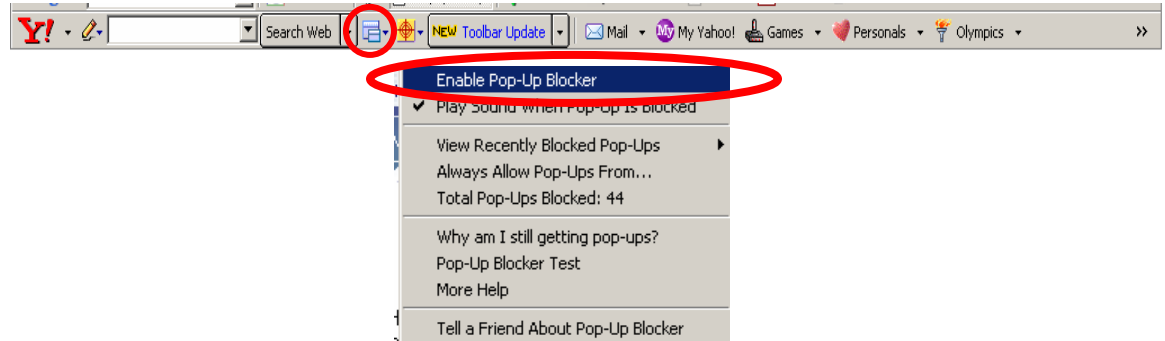 Y! Search Web NEW Toolbar Update Mail My My Yahoo! Games Personals Olympics »
Enable Pop-Up Blocker
Play Sound When Pop-Up Is Blocked
View Recently Blocked Pop-Ups
Always Allow Pop-Ups From...
Total Pop-Ups Blocked: 44
Why am I still getting pop-ups?
Pop-Up Blocker Test
More Help
Tell a Friend About Pop-Up Blocker